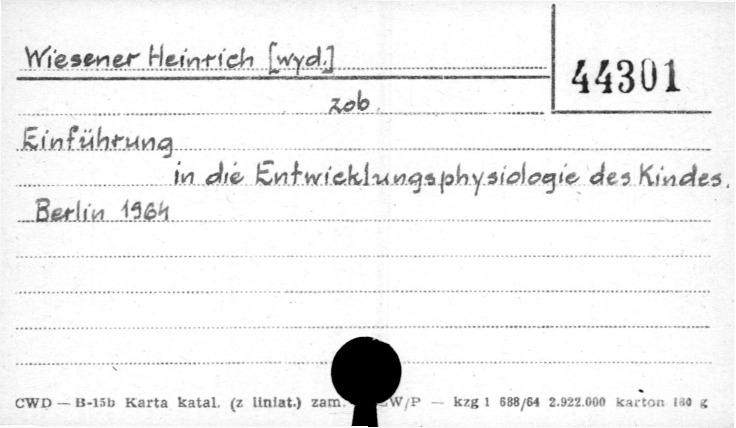 Wiesener Heinrich [wyd.]
44301
zob.
Einführung
in die Entwicklungsphysiologie des Kindes.
Berlin 1964
CWD — B-15b Karta katal. (z liniat.) zam. W/P — kzg 1 688/64 2.922.000 karton 160 g